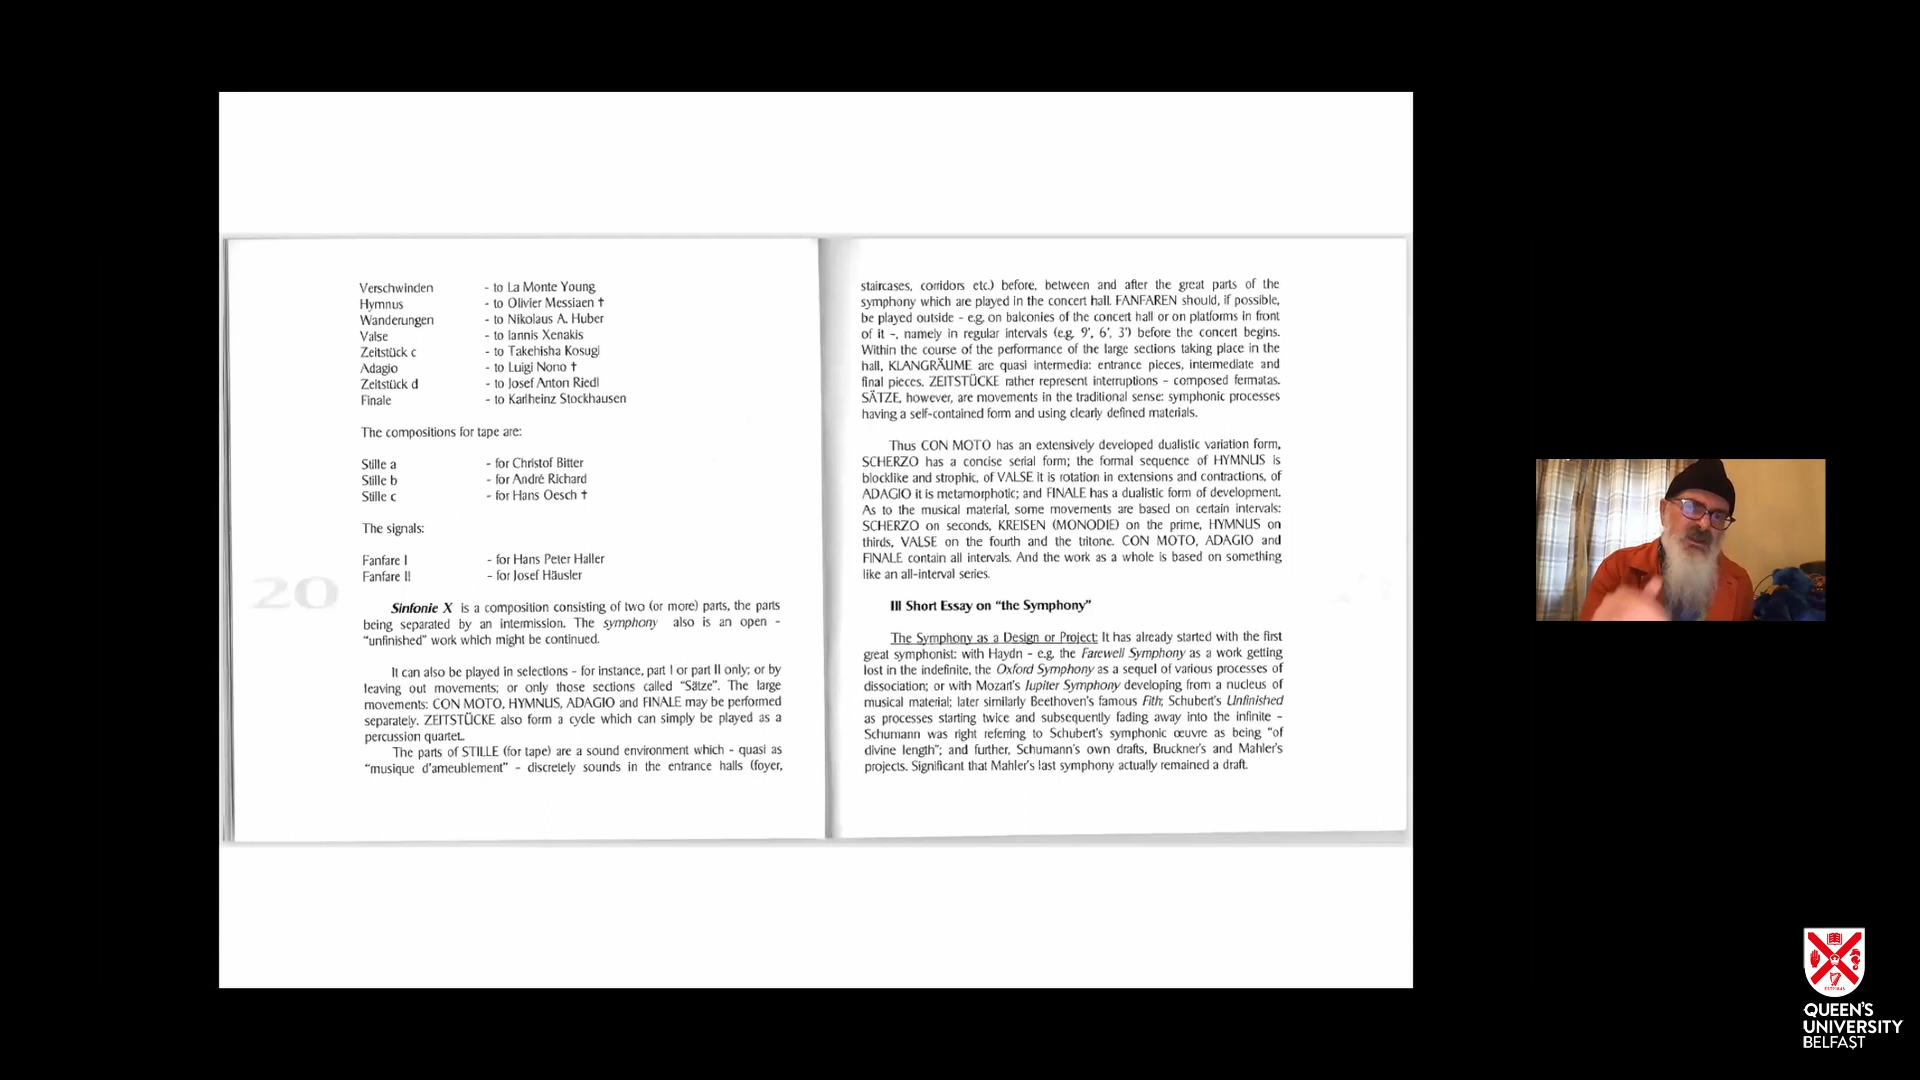 Verschwinden - to La Monte Young
Hymnus - to Olivier Messiaen †
Wanderungen - to Nikolaus A. Huber
Valse - to Iannis Xenakis
Zeitstück c - to Takehisha Kosugi
Adagio - to Luigi Nono †
Zeitstück d - to Josef Anton Riedl
Finale - to Karlheinz Stockhausen
The compositions for tape are:
Stille a - for Christof Bitter
Stille b - for André Richard
Stille c - for Hans Oesch †
The signals:
Fanfare I - for Hans Peter Haller
Fanfare II - for Josef Häusler
20
Sinfonie X is a composition consisting of two (or more) parts, the parts
being separated by an intermission. The symphony also is an open -
"unfinished" work which might be continued.
It can also be played in selections - for instance, part I or part II only; or by
leaving out movements; or only those sections called "Sätze". The large
movements: CON MOTO, HYMNUS, ADAGIO and FINALE may be performed
separately. ZEITSTÜCKE also form a cycle which can simply be played as a
percussion quartet.
The parts of STILLE (for tape) are a sound environment which - quasi as
"musique d'ameublement" - discretely sounds in the entrance halls (foyer,
staircases, corridors etc.) before, between and after the great parts of the
symphony which are played in the concert hall. FANFAREN should, if possible,
be played outside - e.g. on balconies of the concert hall or on platforms in front
of it -, namely in regular intervals (e.g. 9', 6', 3') before the concert begins.
Within the course of the performance of the large sections taking place in the
hall, KLANGRÄUME are quasi intermedia: entrance pieces, intermediate and
final pieces. ZEITSTÜCKE rather represent interruptions - composed fermatas.
SÄTZE, however, are movements in the traditional sense: symphonic processes
having a self-contained form and using clearly defined materials.
Thus CON MOTO has an extensively developed dualistic variation form,
SCHERZO has a concise serial form; the formal sequence of HYMNUS is
blocklike and strophic, of VALSE it is rotation in extensions and contractions, of
ADAGIO it is metamorphotic; and FINALE has a dualistic form of development.
As to the musical material, some movements are based on certain intervals:
SCHERZO on seconds, KREISEN (MONODIE) on the prime, HYMNUS on
thirds, VALSE on the fourth and the tritone. CON MOTO, ADAGIO and
FINALE contain all intervals. And the work as a whole is based on something
like an all-interval series.
III Short Essay on "the Symphony"
The Symphony as a Design or Project: It has already started with the first
great symphonist: with Haydn - e.g. the Farewell Symphony as a work getting
lost in the indefinite, the Oxford Symphony as a sequel of various processes of
dissociation; or with Mozart's Jupiter Symphony developing from a nucleus of
musical material; later similarly Beethoven's famous Fith; Schubert's Unfinished
as processes starting twice and subsequently fading away into the infinite -
Schumann was right referring to Schubert's symphonic œuvre as being "of
divine length"; and further, Schumann's own drafts, Bruckner's and Mahler's
projects. Significant that Mahler's last symphony actually remained a draft.
QUEEN'S
UNIVERSITY
BELFAST